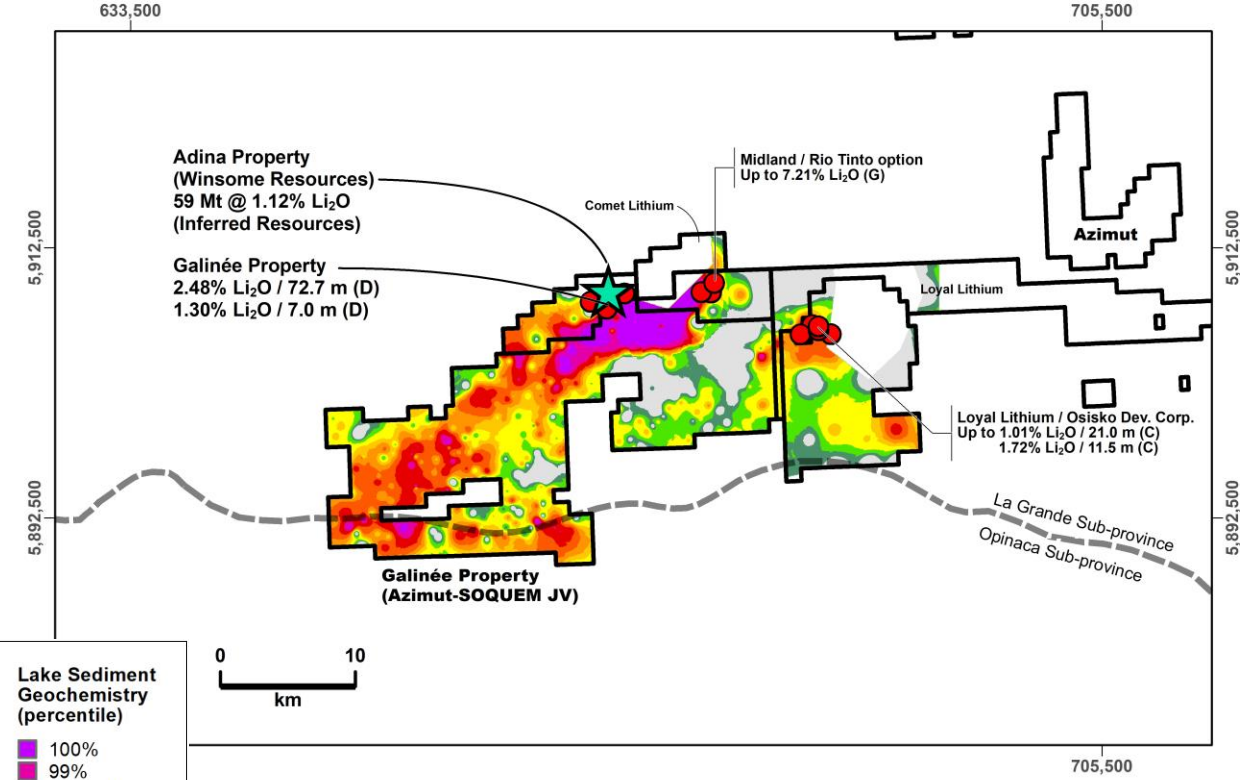 633,500
705,500
Adina Property
(Winsome Resources)
59 Mt @ 1.12% Li₂O
(Inferred Resources)
Galinée Property
2.48% Li₂O / 72.7 m (D)
1.30% Li₂O / 7.0 m (D)
Midland / Rio Tinto option
Up to 7.21% Li₂O (G)
Comet Lithium
Azimut
Loyal Lithium
5,912,500
5,912,500
Loyal Lithium / Osisko Dev. Corp.
Up to 1.01% Li₂O / 21.0 m (C)
1.72% Li₂O / 11.5 m (C)
5,892,500
5,892,500
La Grande Sub-province
Opinaca Sub-province
Galinée Property
(Azimut-SOQUEM JV)
0 10
km
Lake Sediment
Geochemistry
(percentile)
100%
99%
705,500